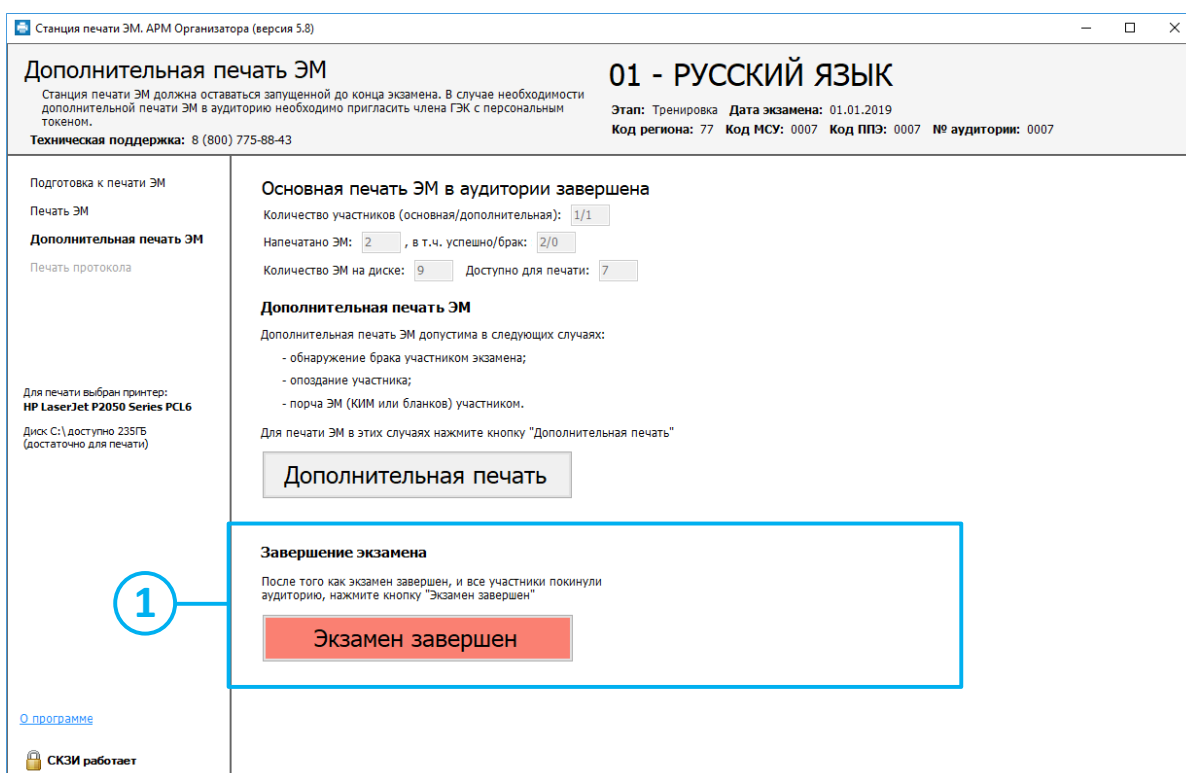 Станция печати ЭМ. АРМ Организатора (версия 5.8)
Дополнительная печать ЭМ
Станция печати ЭМ должна оставаться запущенной до конца экзамена. В случае необходимости
дополнительной печати ЭМ в аудиторию необходимо пригласить члена ГЭК с персональным
токеном.
Техническая поддержка: 8 (800) 775-88-43
01 - РУССКИЙ ЯЗЫК
Этап: Тренировка Дата экзамена: 01.01.2019
Код региона: 77 Код МСУ: 0007 Код ППЭ: 0007 № аудитории: 0007
Подготовка к печати ЭМ
Печать ЭМ
Дополнительная печать ЭМ
Печать протокола
Для печати выбран принтер:
HP LaserJet P2050 Series PCL6
Диск C:\ доступно 235ГБ
(достаточно для печати)
О программе
СКЗИ работает
Основная печать ЭМ в аудитории завершена
Количество участников (основная/дополнительная): 1/1
Напечатано ЭМ: 2 , в т.ч. успешно/брак: 2/0
Количество ЭМ на диске: 9 Доступно для печати: 7
Дополнительная печать ЭМ
Дополнительная печать ЭМ допустима в следующих случаях:
- обнаружение брака участником экзамена;
- опоздание участника;
- порча ЭМ (КИМ или бланков) участником.
Для печати ЭМ в этих случаях нажмите кнопку "Дополнительная печать"
Дополнительная печать
1
Завершение экзамена
После того как экзамен завершен, и все участники покинули
аудиторию, нажмите кнопку "Экзамен завершен"
Экзамен завершен